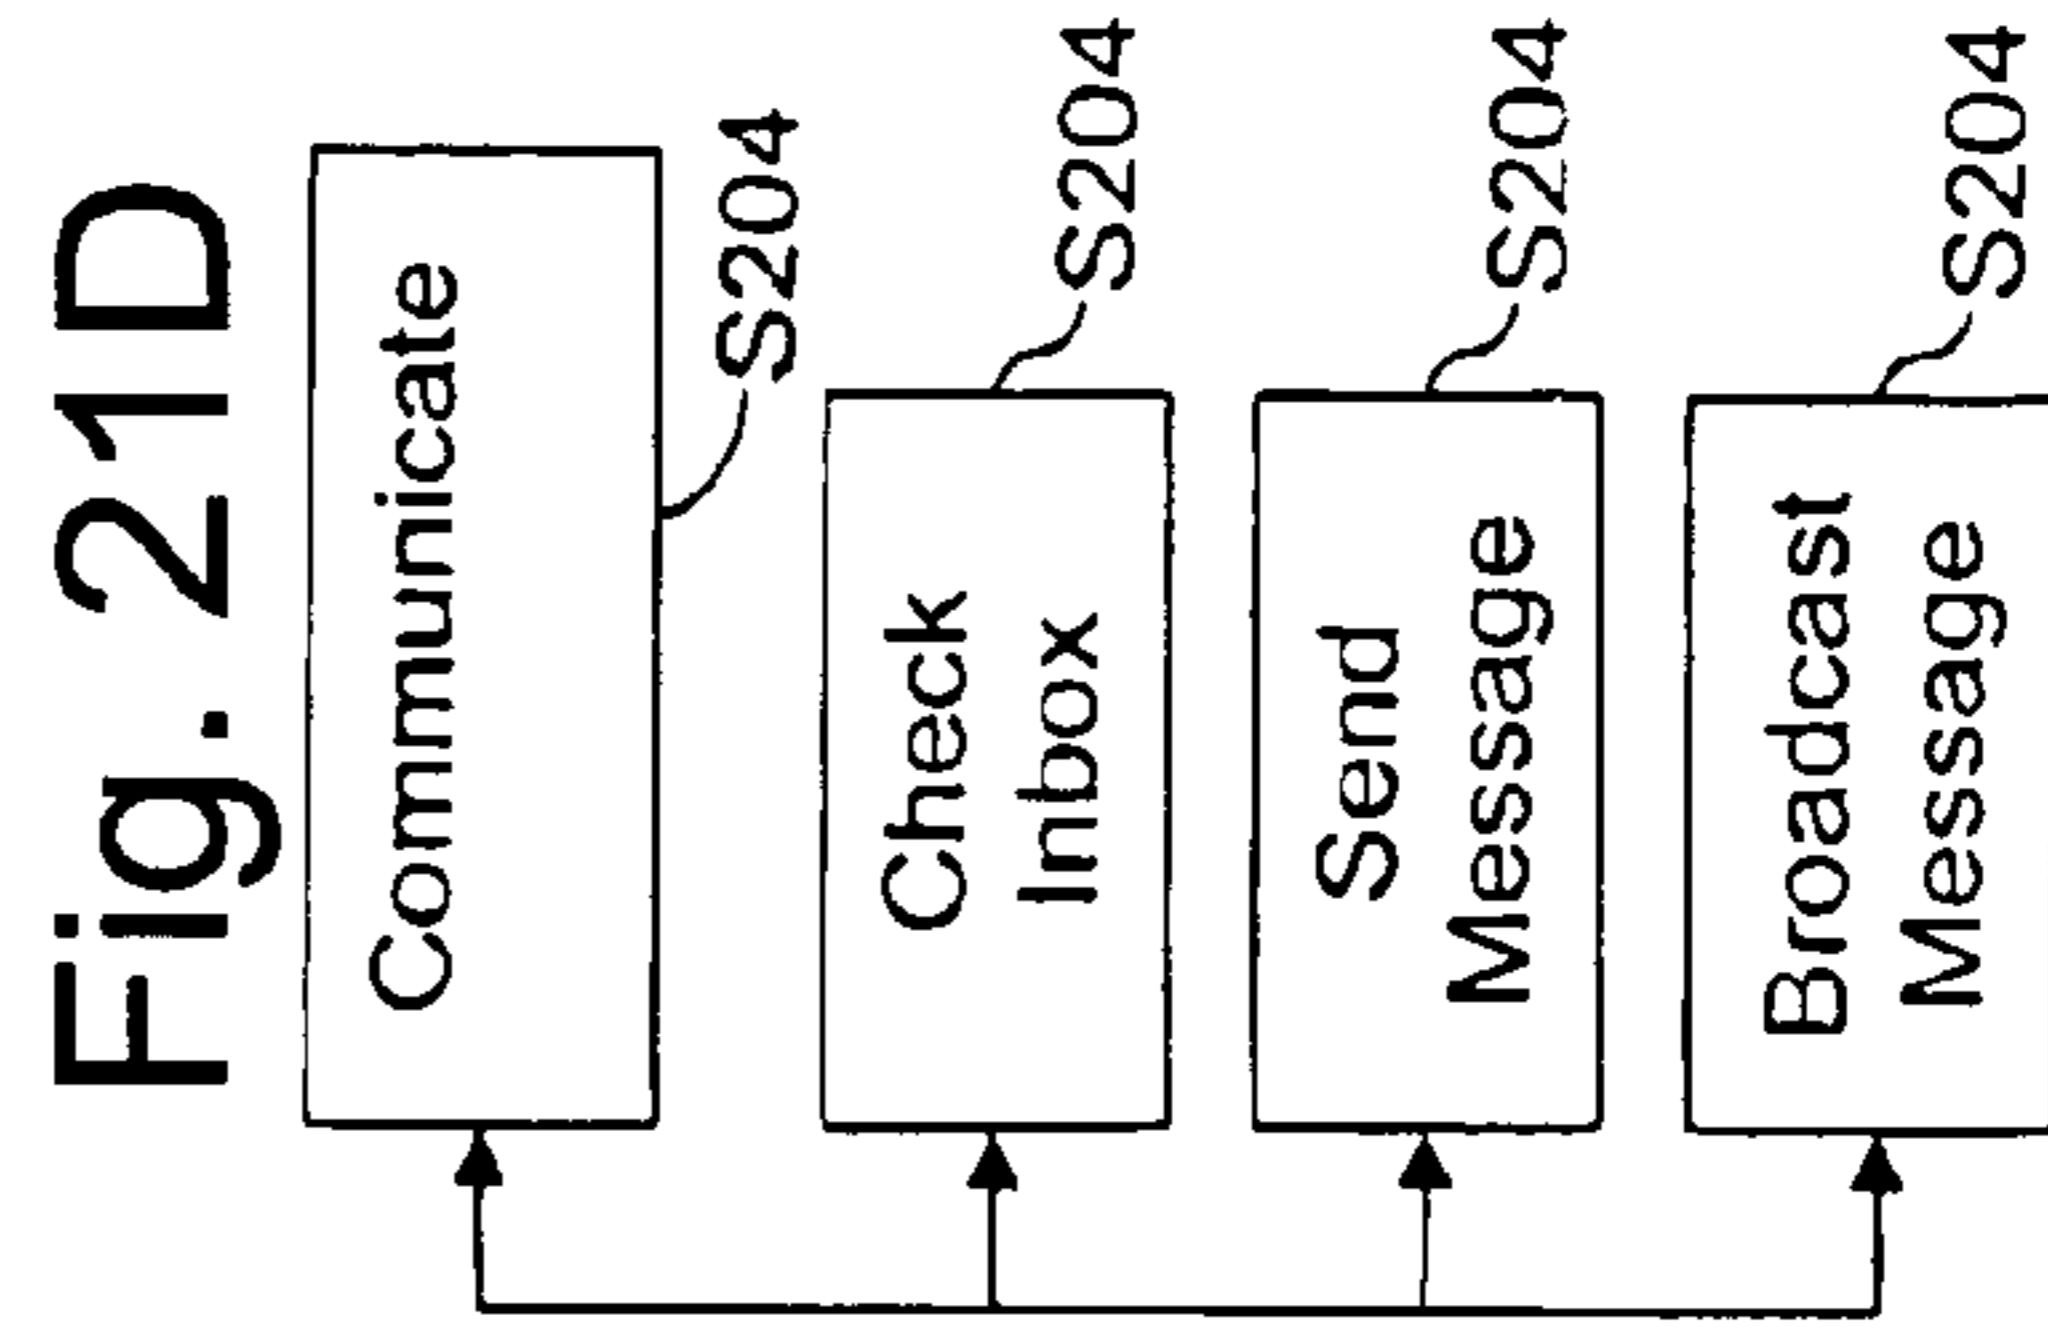 Fig. 21D
Communicate
S204
Check
Inbox
S204
Send
Message
S204
Broadcast
Message
S204